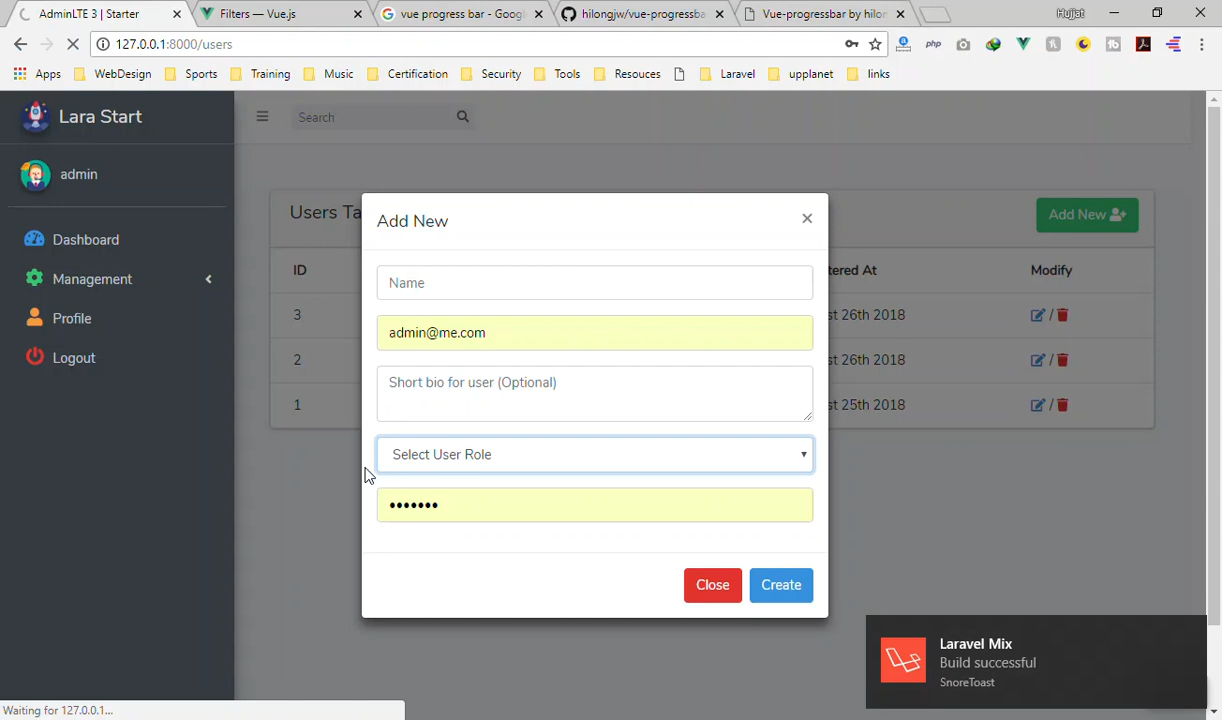 AdminLTE 3 | Starter
Filters — Vue.js
vue progress bar - Goog
hilongjw/vue-progressba
Vue-progressbar by hilon
Hujjat
127.0.0.1:8000/users
php
Apps
WebDesign
Sports
Training
Music
Certification
Security
Tools
Resouces
Laravel
upplanet
links
Lara Start
Search
admin
Dashboard
Management
Profile
Logout
Users Ta
Add New
ID
tered At
Modify
3
st 26th 2018
/
2
st 26th 2018
/
1
st 25th 2018
/
Add New
×
Name
admin@me.com
Short bio for user (Optional)
Select User Role
•••••••
Close
Create
Laravel Mix
Build successful
SnoreToast
Waiting for 127.0.0.1...